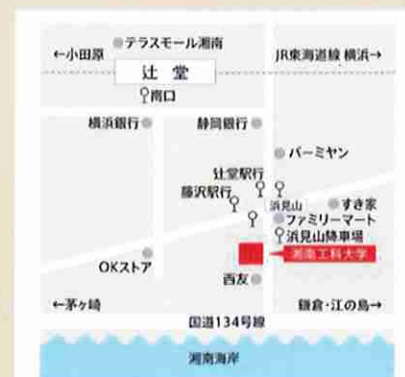 テラスモール湘南
←小田原
JR東海道線 横浜→
辻 堂
南口
横浜銀行
静岡銀行
バーミヤン
辻堂駅行
藤沢駅行
浜見山
すき家
ファミリーマート
浜見山降車場
湘南工科大学
OKストア
西友
←茅ヶ崎
鎌倉・江の島→
国道134号線
湘南海岸